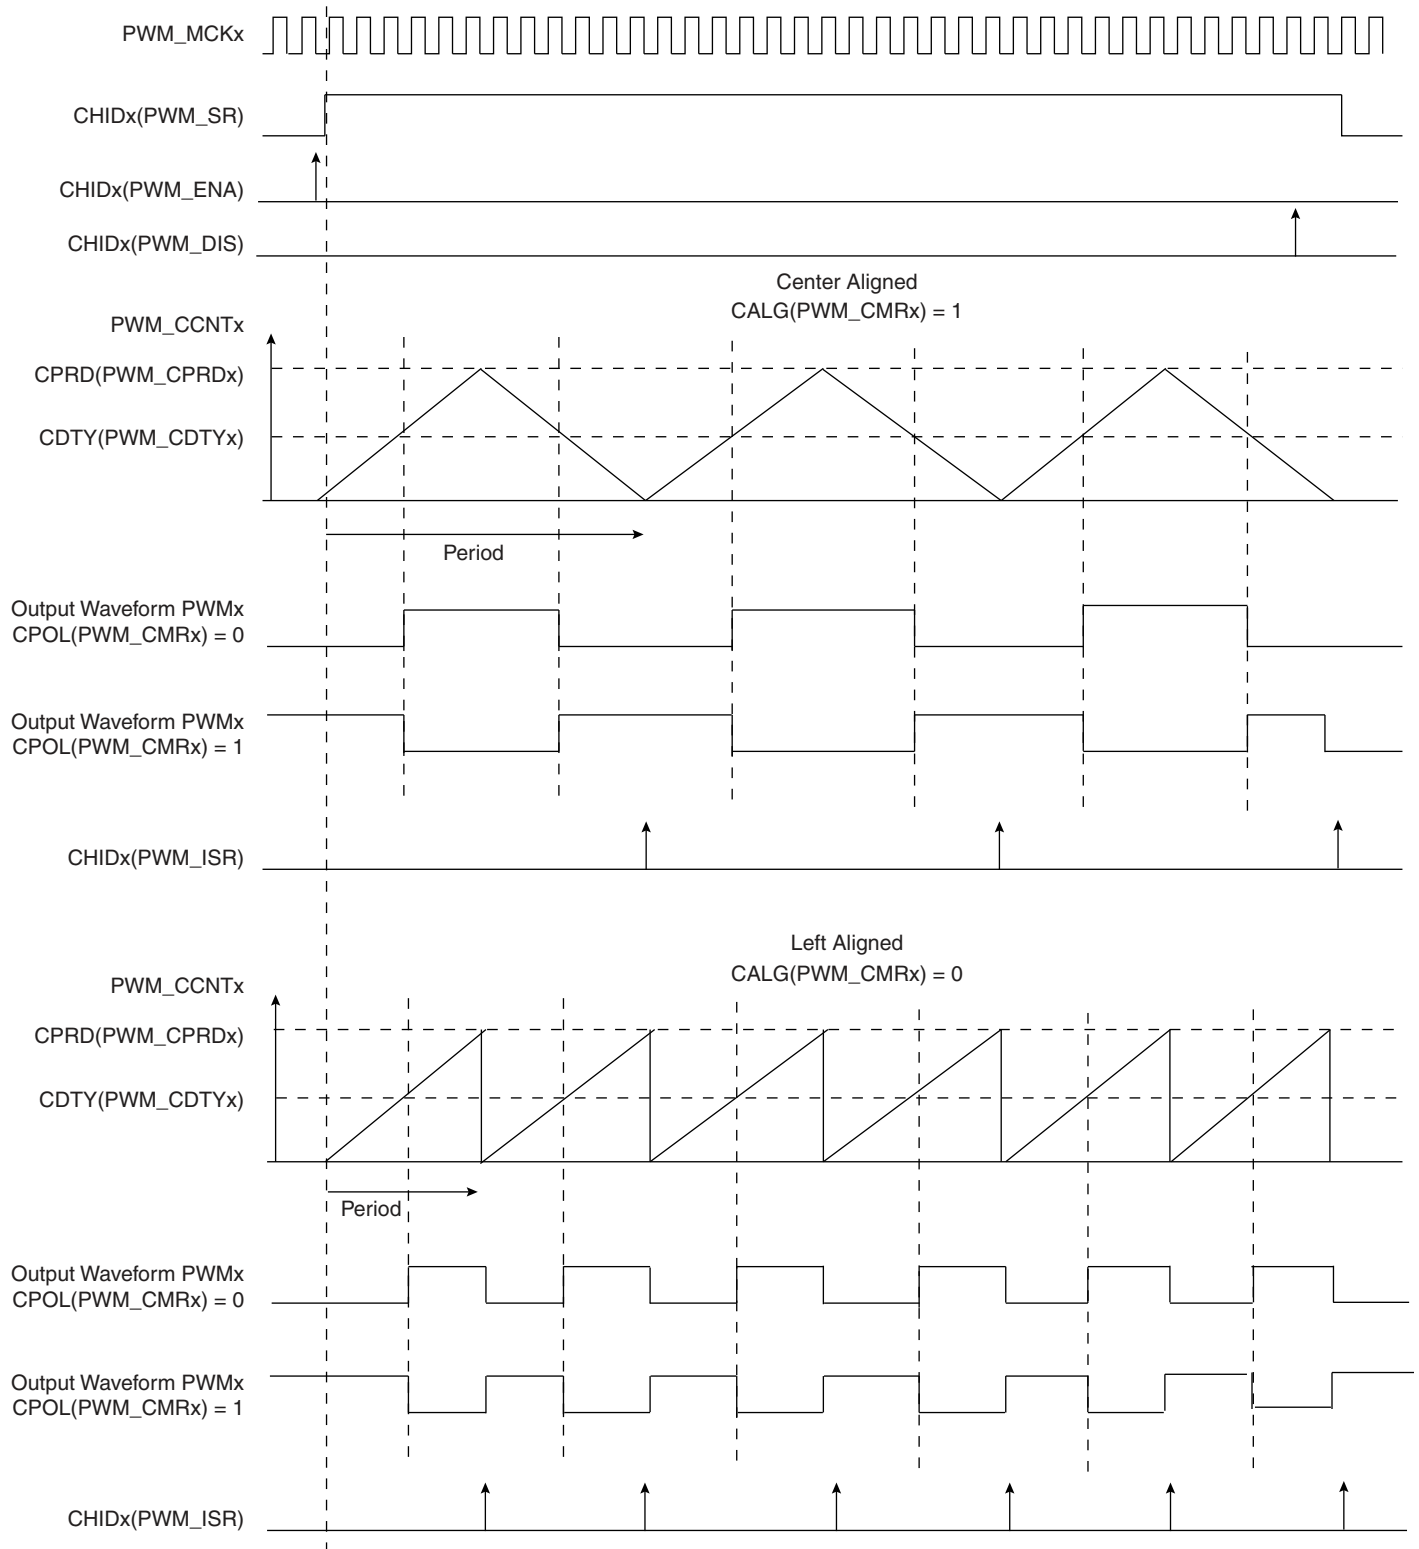 PWM_MCKx
CHIDx(PWM_SR)
CHIDx(PWM_ENA)
CHIDx(PWM_DIS)
Center Aligned
CALG(PWM_CMRx) = 1
PWM_CCNTx
CPRD(PWM_CPRDx)
CDTY(PWM_CDTYx)
Period
Output Waveform PWMx
CPOL(PWM_CMRx) = 0
Output Waveform PWMx
CPOL(PWM_CMRx) = 1
CHIDx(PWM_ISR)
Left Aligned
CALG(PWM_CMRx) = 0
PWM_CCNTx
CPRD(PWM_CPRDx)
CDTY(PWM_CDTYx)
Period
Output Waveform PWMx
CPOL(PWM_CMRx) = 0
Output Waveform PWMx
CPOL(PWM_CMRx) = 1
CHIDx(PWM_ISR)